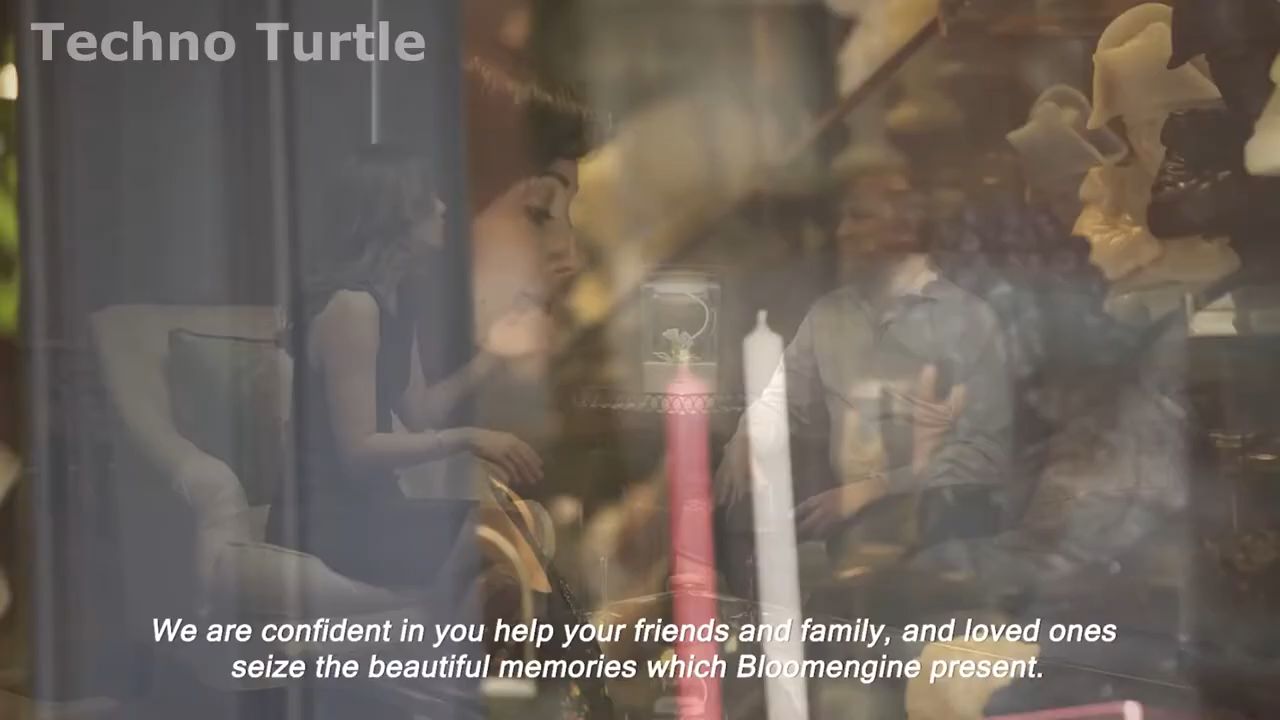 Techno Turtle
We are confident in you help your friends and family, and loved ones
seize the beautiful memories which Bloomengine present.